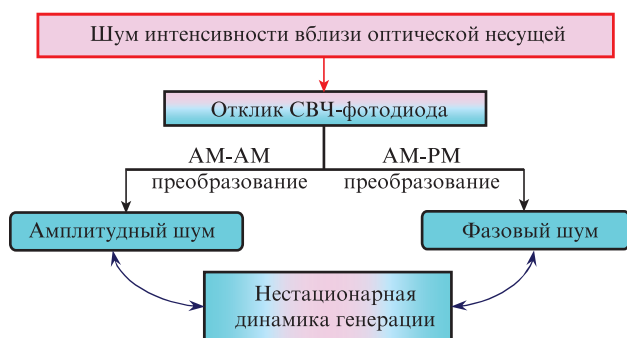 Шум интенсивности вблизи оптической несущей
Отклик СВЧ-фотодиода
АМ-АМ
преобразование
АМ-РМ
преобразование
Амплитудный шум
Фазовый шум
Нестационарная
динамика генерации